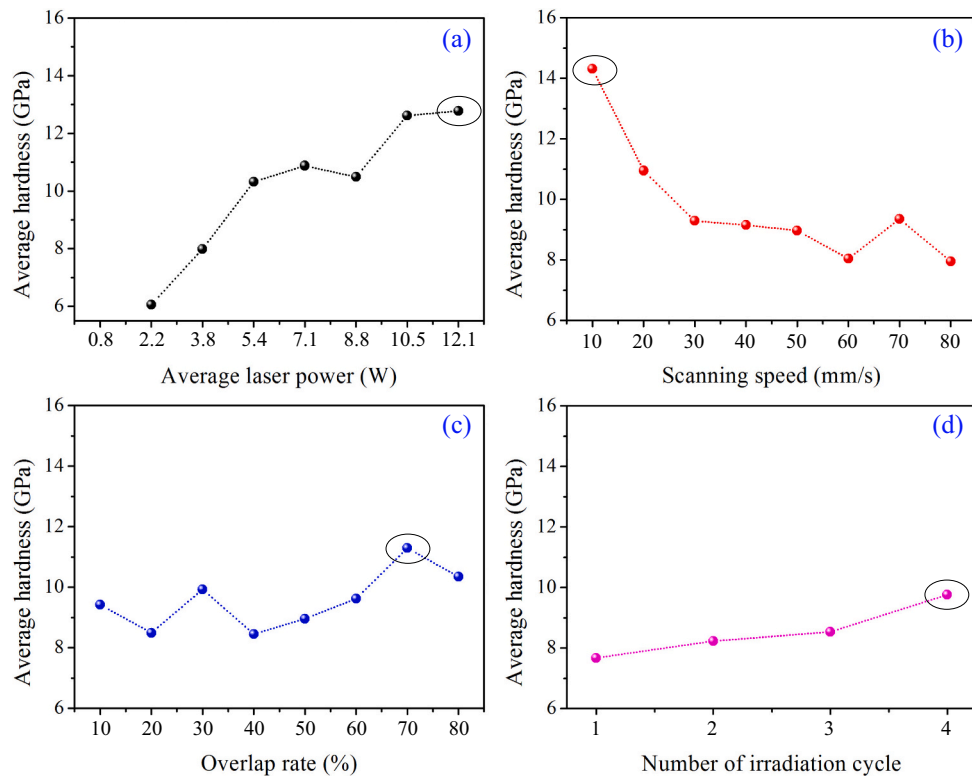 (a)
Average hardness (GPa)
16
14
12
10
8
6
0.8 2.2 3.8 5.4 7.1 8.8 10.5 12.1
Average laser power (W)
(b)
Average hardness (GPa)
16
14
12
10
8
6
10 20 30 40 50 60 70 80
Scanning speed (mm/s)
(c)
Average hardness (GPa)
16
14
12
10
8
6
10 20 30 40 50 60 70 80
Overlap rate (%)
(d)
Average hardness (GPa)
16
14
12
10
8
6
1 2 3 4
Number of irradiation cycle